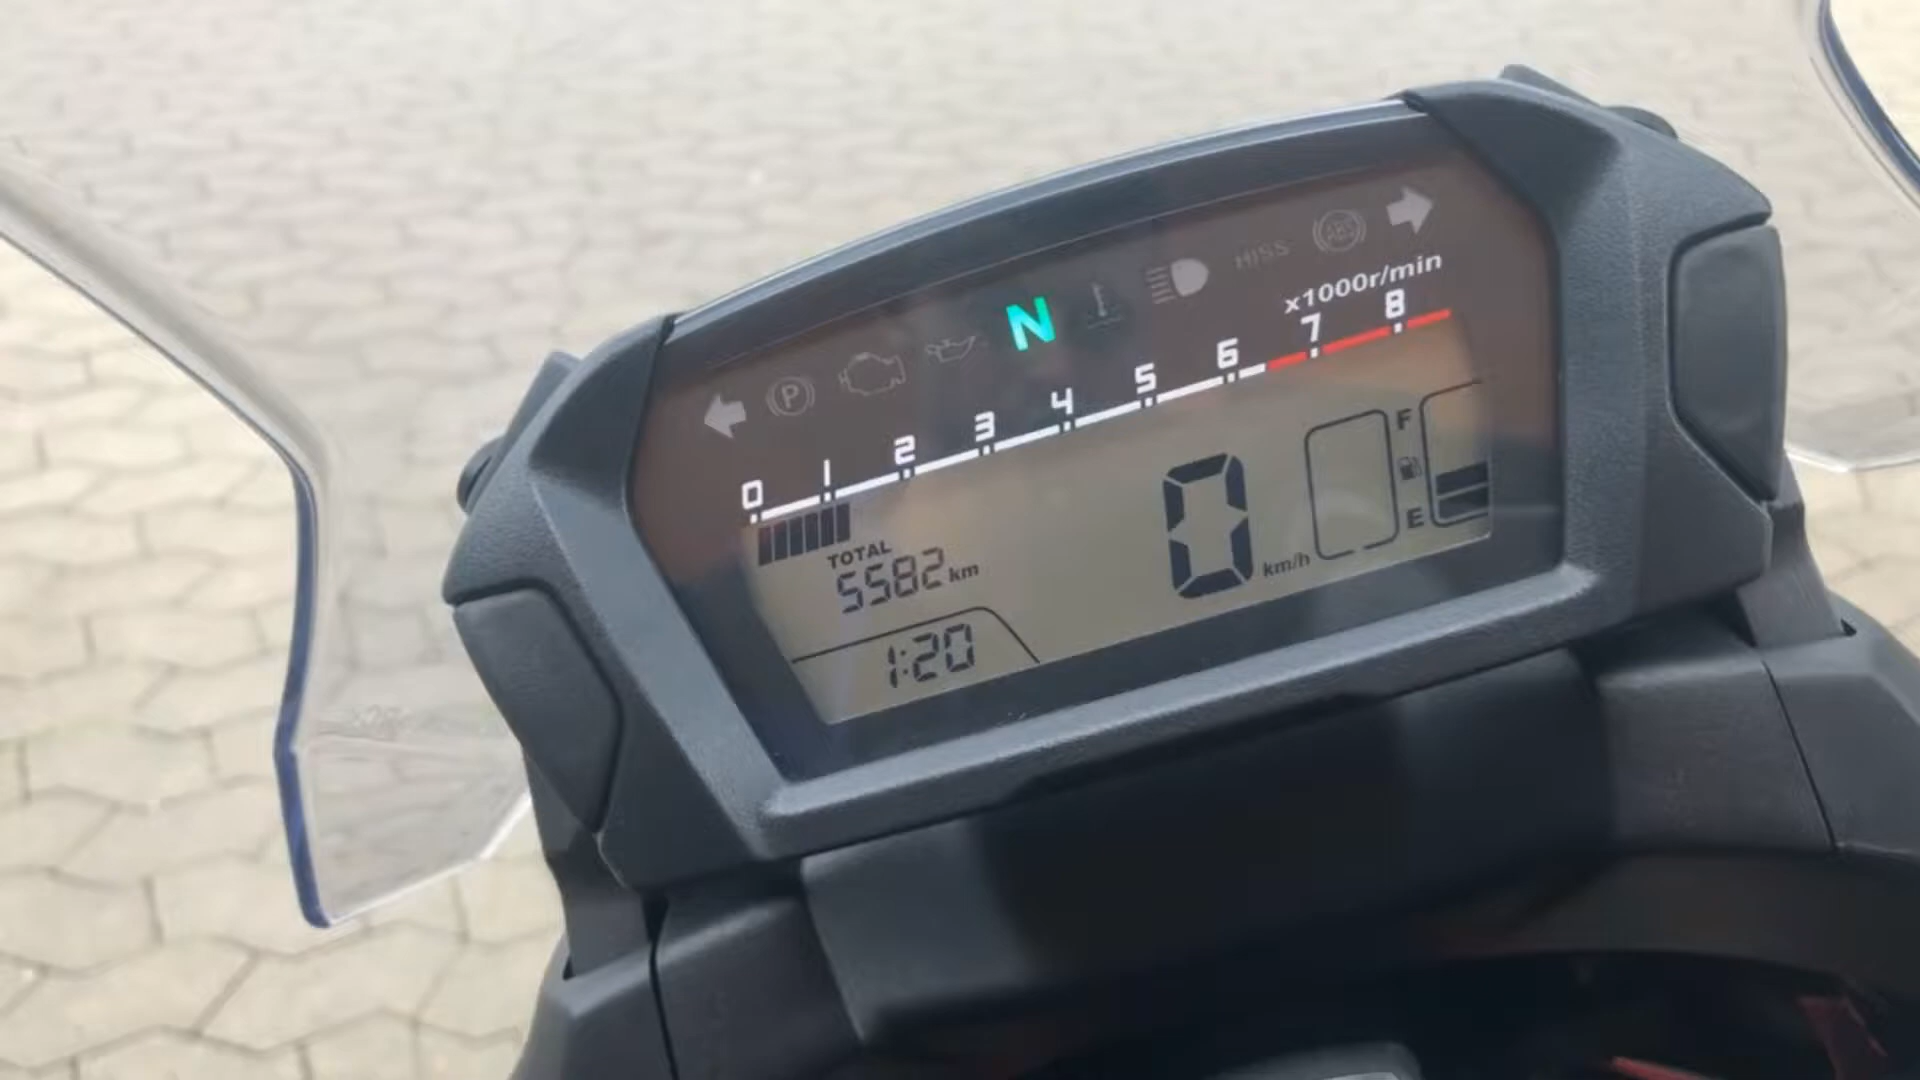 HISS
ABS
P
N
x1000r/min
0 1 2 3 4 5 6 7 8
TOTAL
5582 km
1:20
0 km/h
F
E